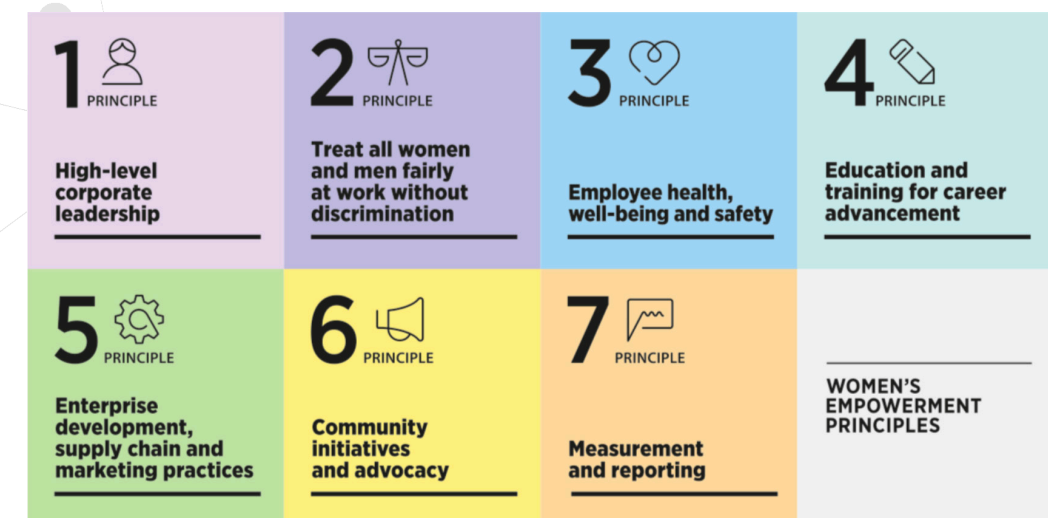 1 PRINCIPLE
High-level
corporate
leadership
2 PRINCIPLE
Treat all women
and men fairly
at work without
discrimination
3 PRINCIPLE
Employee health,
well-being and safety
4 PRINCIPLE
Education and
training for career
advancement
5 PRINCIPLE
Enterprise
development,
supply chain and
marketing practices
6 PRINCIPLE
Community
initiatives
and advocacy
7 PRINCIPLE
Measurement
and reporting
WOMEN'S
EMPOWERMENT
PRINCIPLES